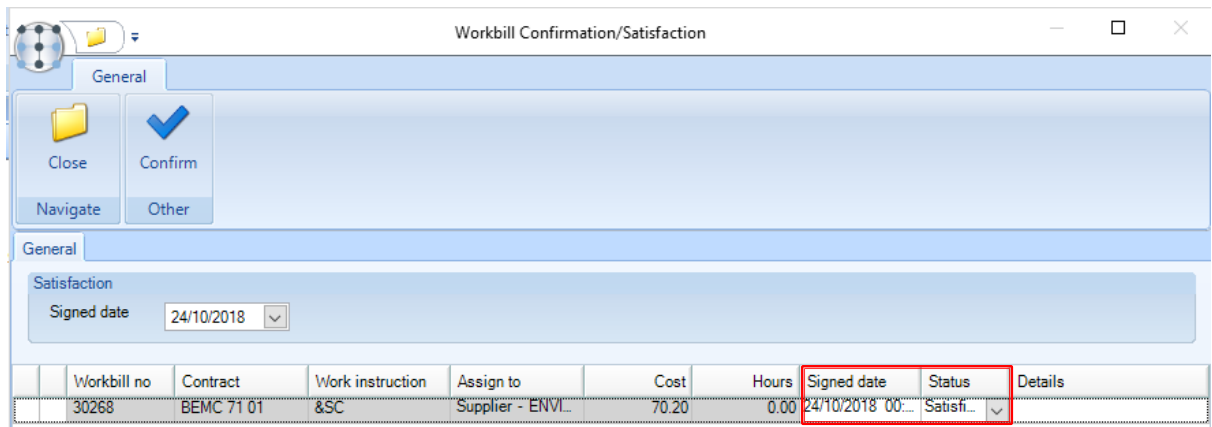 Workbill Confirmation/Satisfaction
General
Close
Confirm
Navigate
Other
General
Satisfaction
Signed date 24/10/2018
Workbill no Contract Work instruction Assign to Cost Hours Signed date Status Details
30268 BEMC 71 01 &SC Supplier - ENVI... 70.20 0.00 24/10/2018 00:... Satisfi...